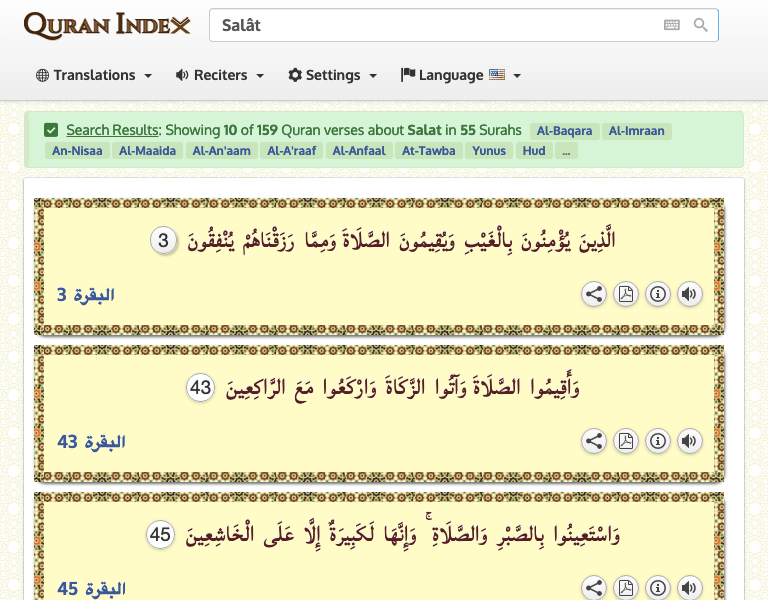 QURAN INDEX
Salât
Translations
Reciters
Settings
Language
Search Results: Showing 10 of 159 Quran verses about Salat in 55 Surahs Al-Baqara Al-Imraan
An-Nisaa Al-Maaida Al-An'aam Al-A'raaf Al-Anfaal At-Tawba Yunus Hud ...
الَّذِينَ يُؤْمِنُونَ بِالْغَيْبِ وَيُقِيمُونَ الصَّلَاةَ وَمِمَّا رَزَقْنَاهُمْ يُنْفِقُونَ 3
البقرة 3
وَأَقِيمُوا الصَّلَاةَ وَآتُوا الزَّكَاةَ وَارْكَعُوا مَعَ الرَّاكِعِينَ 43
البقرة 43
وَاسْتَعِينُوا بِالصَّبْرِ وَالصَّلَاةِ ۚ وَإِنَّهَا لَكَبِيرَةٌ إِلَّا عَلَى الْخَاشِعِينَ 45
البقرة 45